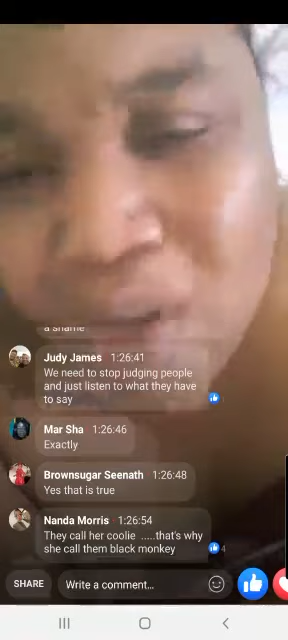 a shame
Judy James 1:26:41
We need to stop judging people
and just listen to what they have
to say
Mar Sha 1:26:46
Exactly
Brownsugar Seenath 1:26:48
Yes that is true
Nanda Morris · 1:26:54
They call her coolie .....that's why
she call them black monkey
4
SHARE
Write a comment...